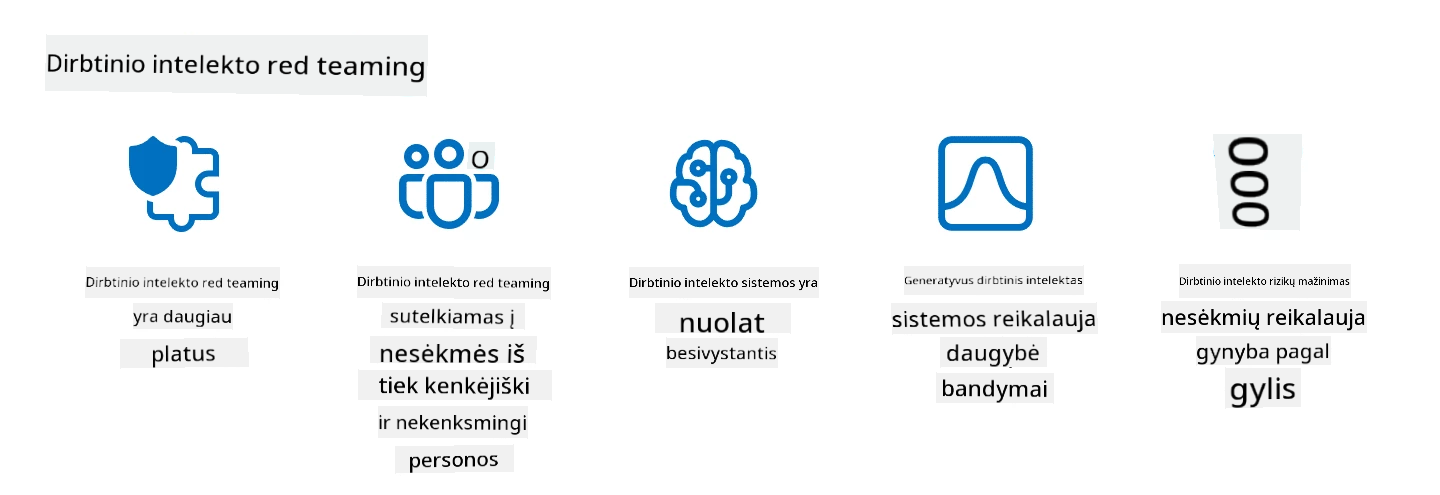 Dirbtinio intelekto red teaming
o
000
Dirbtinio intelekto red teaming
yra daugiau
platus
Dirbtinio intelekto red teaming
sutelkiamas į
nesėkmės iš
tiek kenkėjiški
ir nekenksmingi
personos
Dirbtinio intelekto sistemos yra
nuolat
besivystantis
Generatyvus dirbtinis intelektas
sistemos reikalauja
daugybė
bandymai
Dirbtinio intelekto rizikų mažinimas
nesėkmių reikalauja
gynyba pagal
gylis